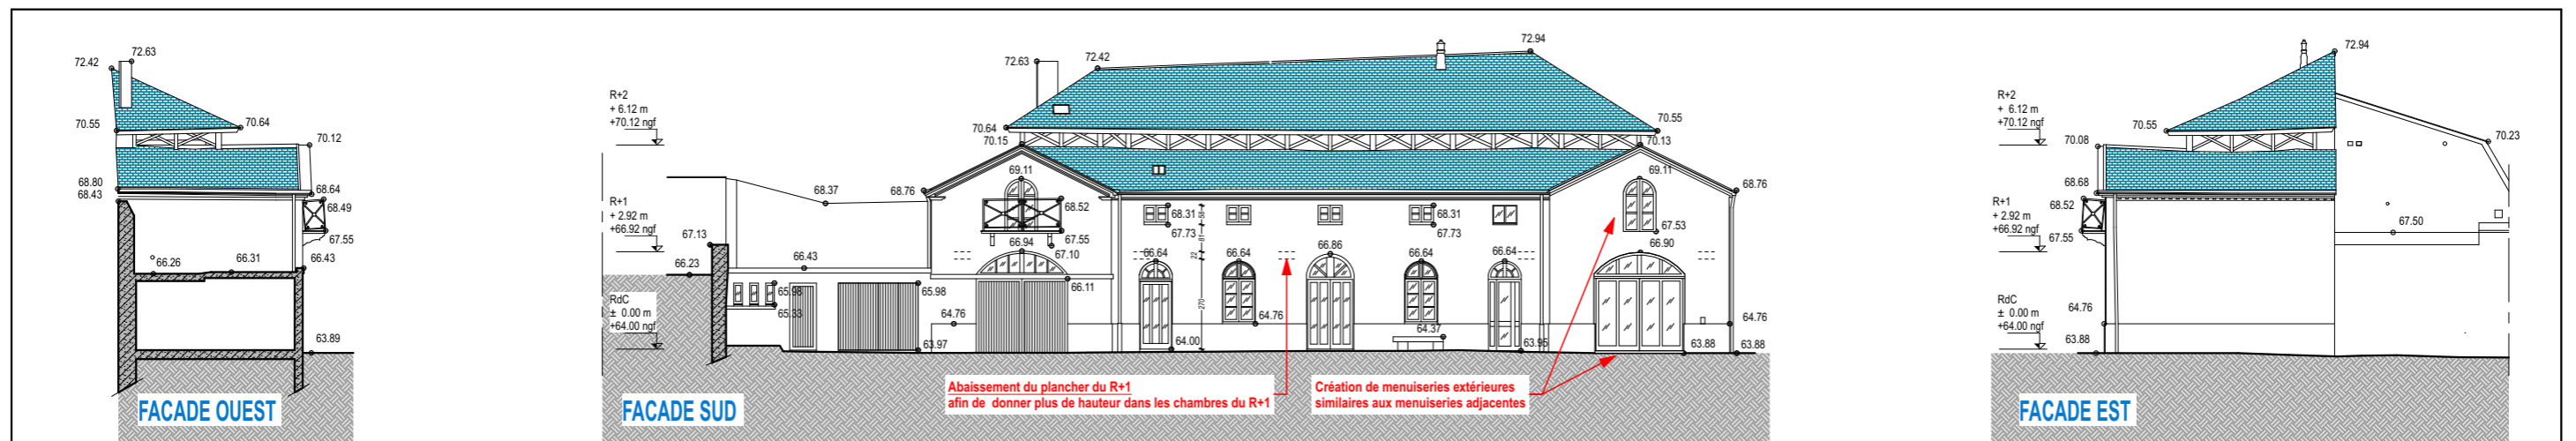 72.63
72.42
70.55
70.64
70.12
68.80
68.43
68.64
68.49
67.55
66.26
66.31
66.43
63.89
FACADE OUEST
R+2
+ 6.12 m
+70.12 ngf
R+1
+ 2.92 m
+66.92 ngf
RdC
± 0.00 m
+64.00 ngf
72.63
72.42
72.94
70.64
70.15
70.55
70.13
68.37
68.76
69.11
69.11
68.76
68.52
68.31
68.31
67.73
67.73
67.53
67.55
67.10
67.13
66.94
66.86
66.90
66.64
66.64
66.64
66.64
66.43
66.23
66.11
65.98
65.98
65.33
64.76
64.76
64.76
64.37
63.97
64.00
63.95
63.88
63.88
58
81
22
270
Abaissement du plancher du R+1
afin de donner plus de hauteur dans les chambres du R+1
Création de menuiseries extérieures
similaires aux menuiseries adjacentes
FACADE SUD
R+2
+ 6.12 m
+70.12 ngf
R+1
+ 2.92 m
+66.92 ngf
RdC
± 0.00 m
+64.00 ngf
72.94
70.55
70.23
70.08
68.68
68.52
67.55
67.50
64.76
63.88
FACADE EST